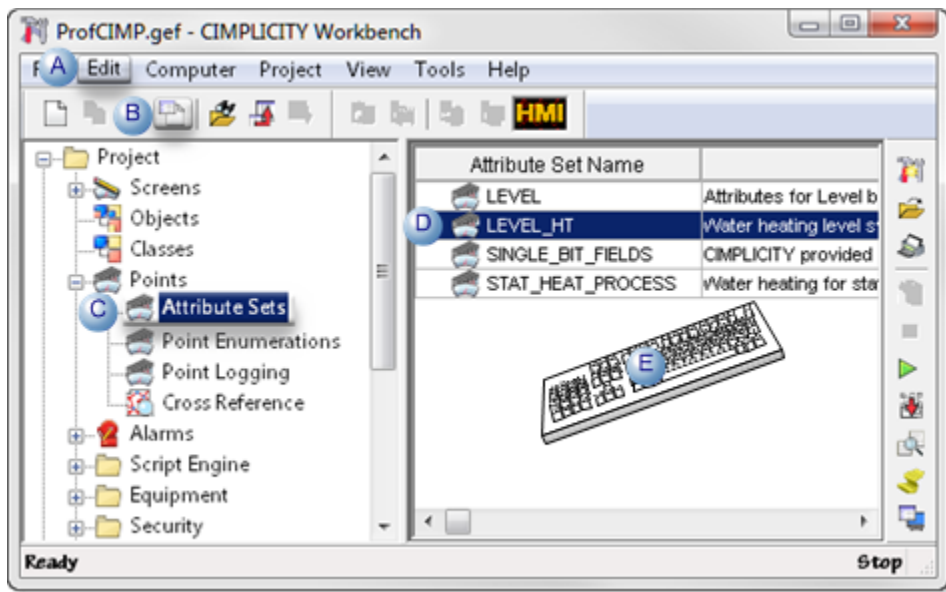 ProfCIMP.gef - CIMPLICITY Workbench
F A Edit Computer Project View Tools Help
B HMI
Project
Screens
Objects
Classes
Points
C Attribute Sets
Point Enumerations
Point Logging
Cross Reference
Alarms
Script Engine
Equipment
Security
Attribute Set Name
LEVEL Attributes for Level b
D LEVEL_HT Water heating level s
SINGLE_BIT_FIELDS CIMPLICITY provided
STAT_HEAT_PROCESS Water heating for sta
E
Ready Stop